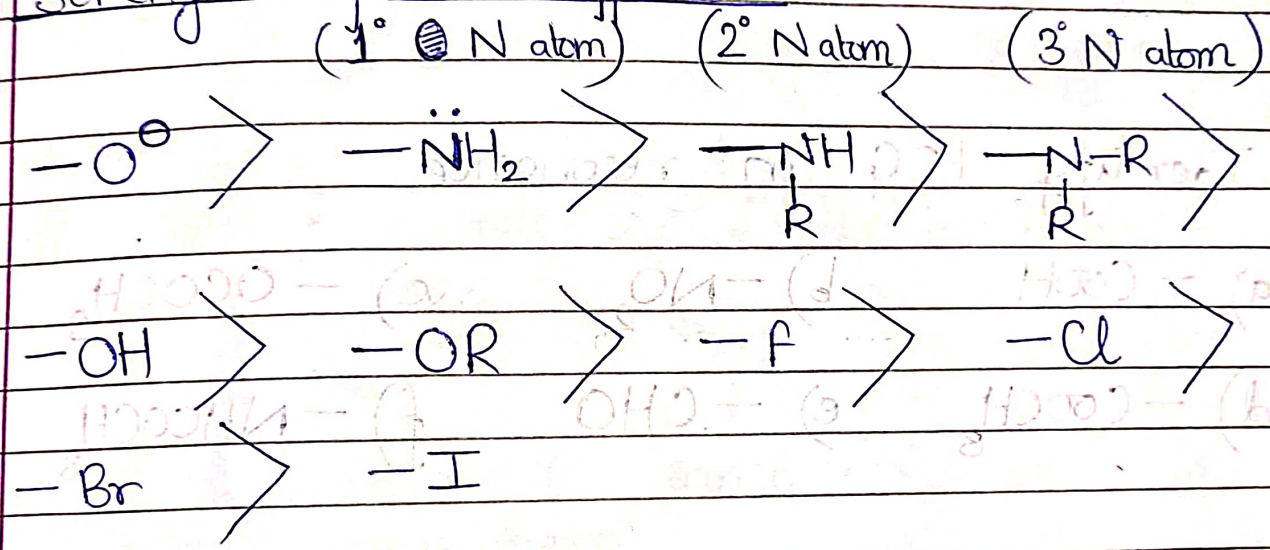 (1° N atom) (2° N atom) (3° N atom)
—O⊖ > —N̈H₂ > —NH > —N—R >
R R
—OH > —OR > —F > —Cl >
—Br > —I